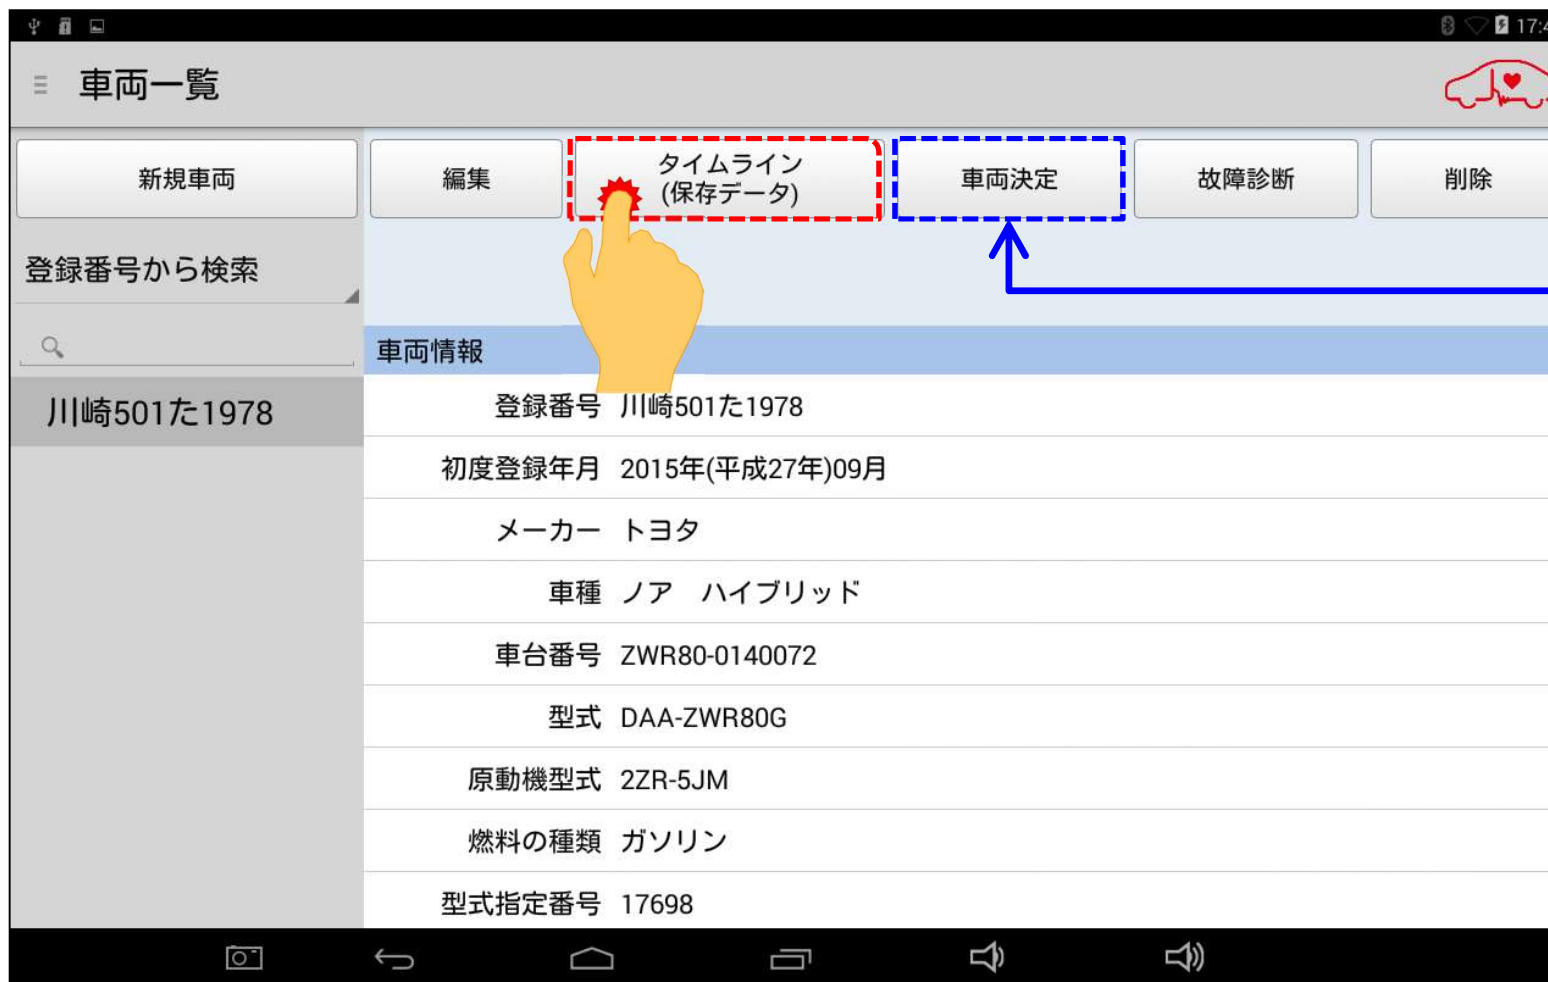 17:4
車両一覧
新規車両
編集
タイムライン
(保存データ)
車両決定
故障診断
削除
登録番号から検索
川崎501た1978
車両情報
登録番号 川崎501た1978
初度登録年月 2015年(平成27年)09月
メーカー トヨタ
車種 ノア　ハイブリッド
車台番号 ZWR80-0140072
型式 DAA-ZWR80G
原動機型式 2ZR-5JM
燃料の種類 ガソリン
型式指定番号 17698